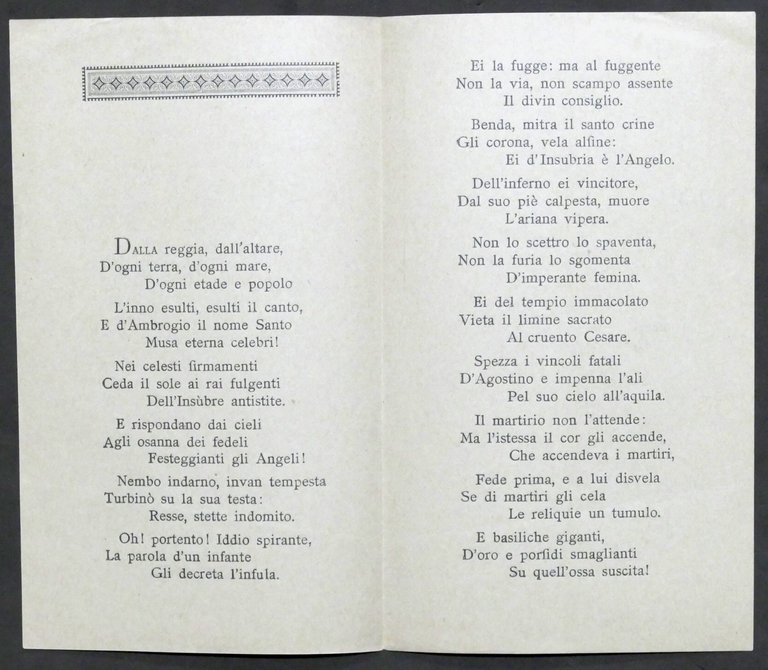 DALLA reggia, dall'altare,
D'ogni terra, d'ogni mare,
D'ogni etade e popolo
L'inno esulti, esulti il canto,
E d'Ambrogio il nome Santo
Musa eterna celebri!
Nei celesti firmamenti
Ceda il sole ai rai fulgenti
Dell'Insùbre antistite.
E rispondano dai cieli
Agli osanna dei fedeli
Festeggianti gli Angeli!
Nembo indarno, invan tempesta
Turbinò su la sua testa:
Resse, stette indomito.
Oh! portento! Iddio spirante,
La parola d'un infante
Gli decreta l'infula.
Ei la fugge: ma al fuggente
Non la via, non scampo assente
Il divin consiglio.
Benda, mitra il santo crine
Gli corona, vela alfine:
Ei d'Insubria è l'Angelo.
Dell'inferno ei vincitore,
Dal suo piè calpesta, muore
L'ariana vipera.
Non lo scettro lo spaventa,
Non la furia lo sgomenta
D'imperante femina.
Ei del tempio immacolato
Vieta il limine sacrato
Al cruento Cesare.
Spezza i vincoli fatali
D'Agostino e impenna l'ali
Pel suo cielo all'aquila.
Il martirio non l'attende:
Ma l'istessa il cor gli accende,
Che accendeva i martiri,
Fede prima, e a lui disvela
Se di martiri gli cela
Le reliquie un tumulo.
E basiliche giganti,
D'oro e porfidi smaglianti
Su quell'ossa suscita!